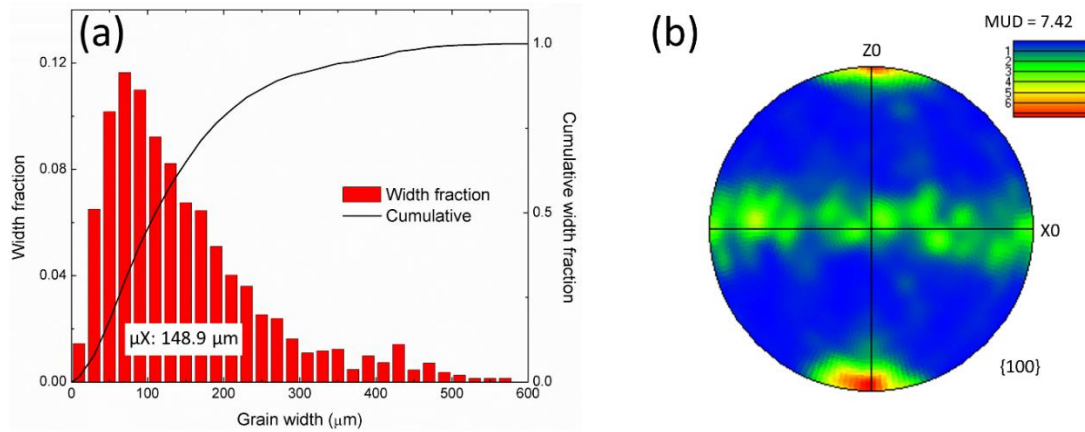 (a)
Width fraction
0.12
0.08
0.04
0.00
Width fraction
Cumulative
µX: 148.9 µm
0
100
200
300
400
500
600
Grain width (µm)
1.0
0.5
0.0
Cumulative width fraction
(b)
MUD = 7.42
1
2
3
4
5
6
Z0
X0
{100}